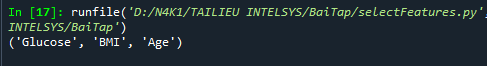 In [17]: runfile('D:/N4K1/TAILIEU INTELSYS/BaiTap/selectFeatures.py',
INTELSYS/BaiTap')
('Glucose', 'BMI', 'Age')